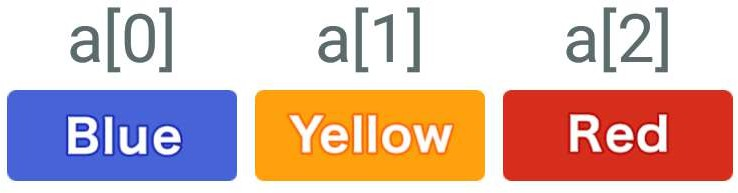 a[0] a[1] a[2]
Blue Yellow Red